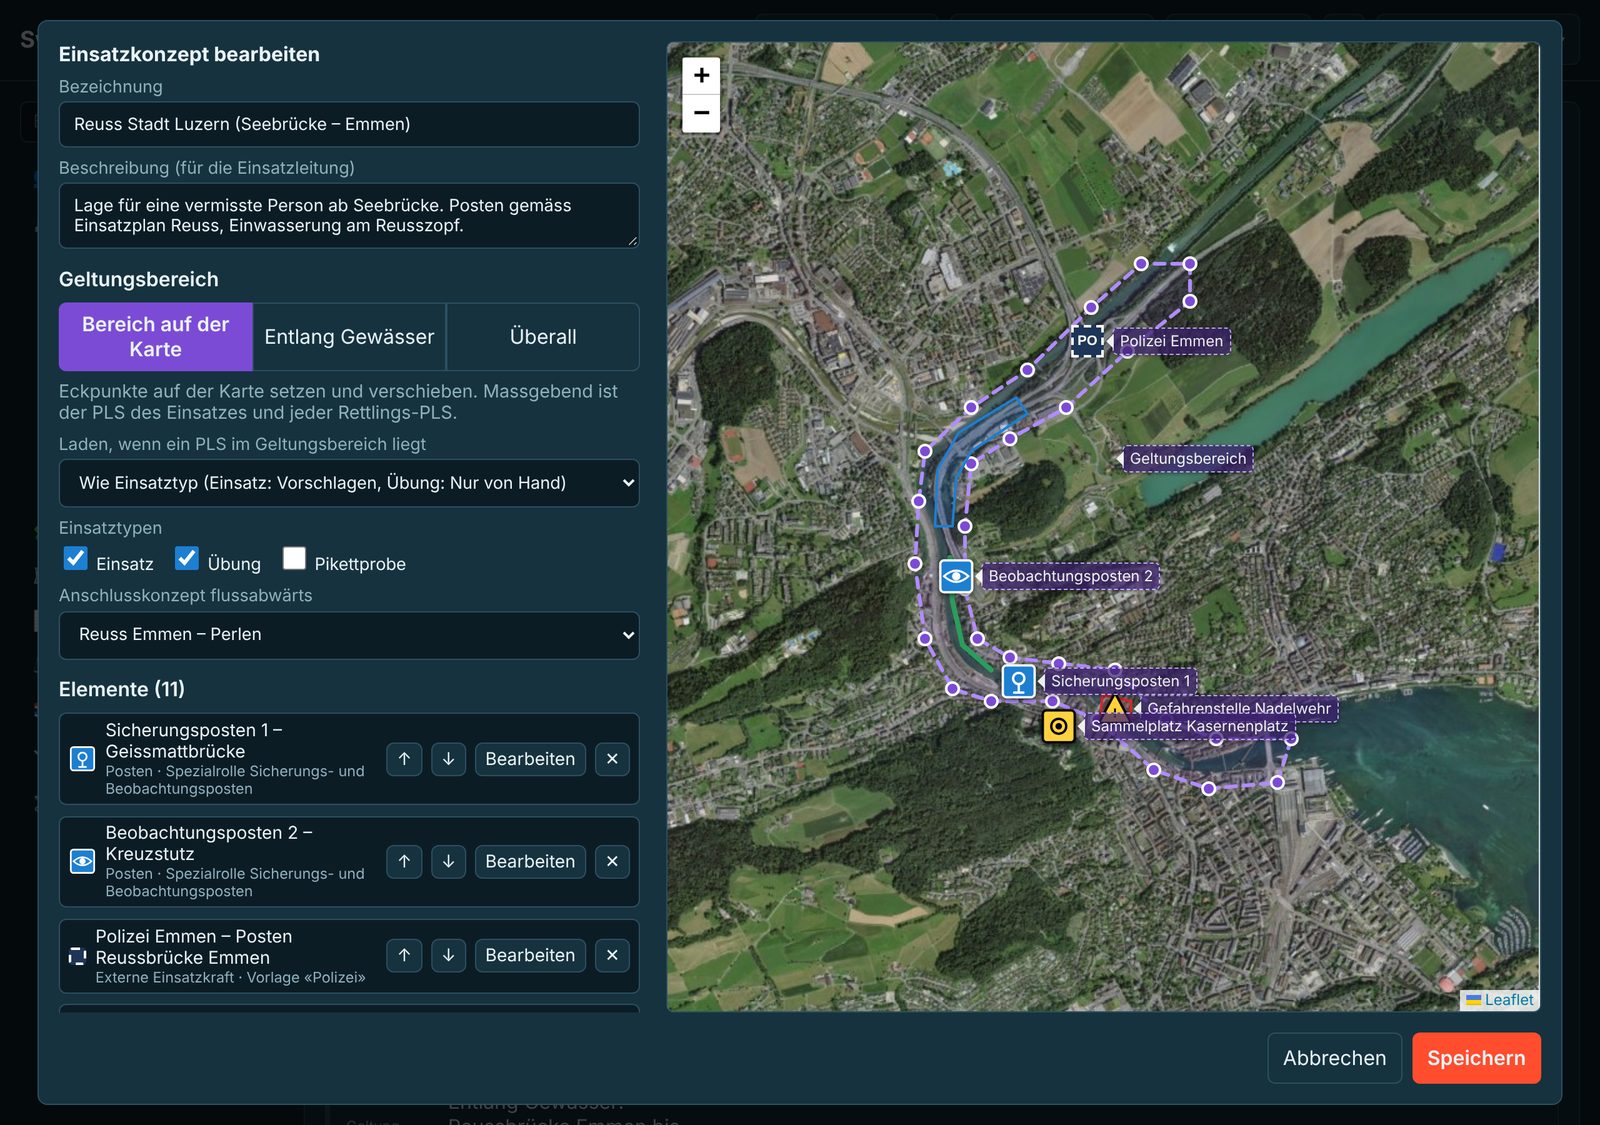 Einsatzkonzept bearbeiten
Bezeichnung
Reuss Stadt Luzern (Seebrücke – Emmen)
Beschreibung (für die Einsatzleitung)
Lage für eine vermisste Person ab Seebrücke. Posten gemäss
Einsatzplan Reuss, Einwasserung am Reusszopf.
Geltungsbereich
Bereich auf der
Karte
Entlang Gewässer
Überall
Eckpunkte auf der Karte setzen und verschieben. Massgebend ist
der PLS des Einsatzes und jeder Rettlings-PLS.
Laden, wenn ein PLS im Geltungsbereich liegt
Wie Einsatztyp (Einsatz: Vorschlagen, Übung: Nur von Hand)
Einsatztypen
Einsatz
Übung
Pikettprobe
Anschlusskonzept flussabwärts
Reuss Emmen – Perlen
Elemente (11)
Sicherungsposten 1 –
Geissmattbrücke
Posten · Spezialrolle Sicherungs- und
Beobachtungsposten
↑ ↓ Bearbeiten ✕
Beobachtungsposten 2 –
Kreuzstutz
Posten · Spezialrolle Sicherungs- und
Beobachtungsposten
↑ ↓ Bearbeiten ✕
Polizei Emmen – Posten
Reussbrücke Emmen
Externe Einsatzkraft · Vorlage «Polizei»
↑ ↓ Bearbeiten ✕
+
−
PO
Polizei Emmen
Geltungsbereich
Beobachtungsposten 2
Sicherungsposten 1
Gefahrenstelle Nadelwehr
Sammelplatz Kasernenplatz
Leaflet
Abbrechen
Speichern
Entlang Gewässer: